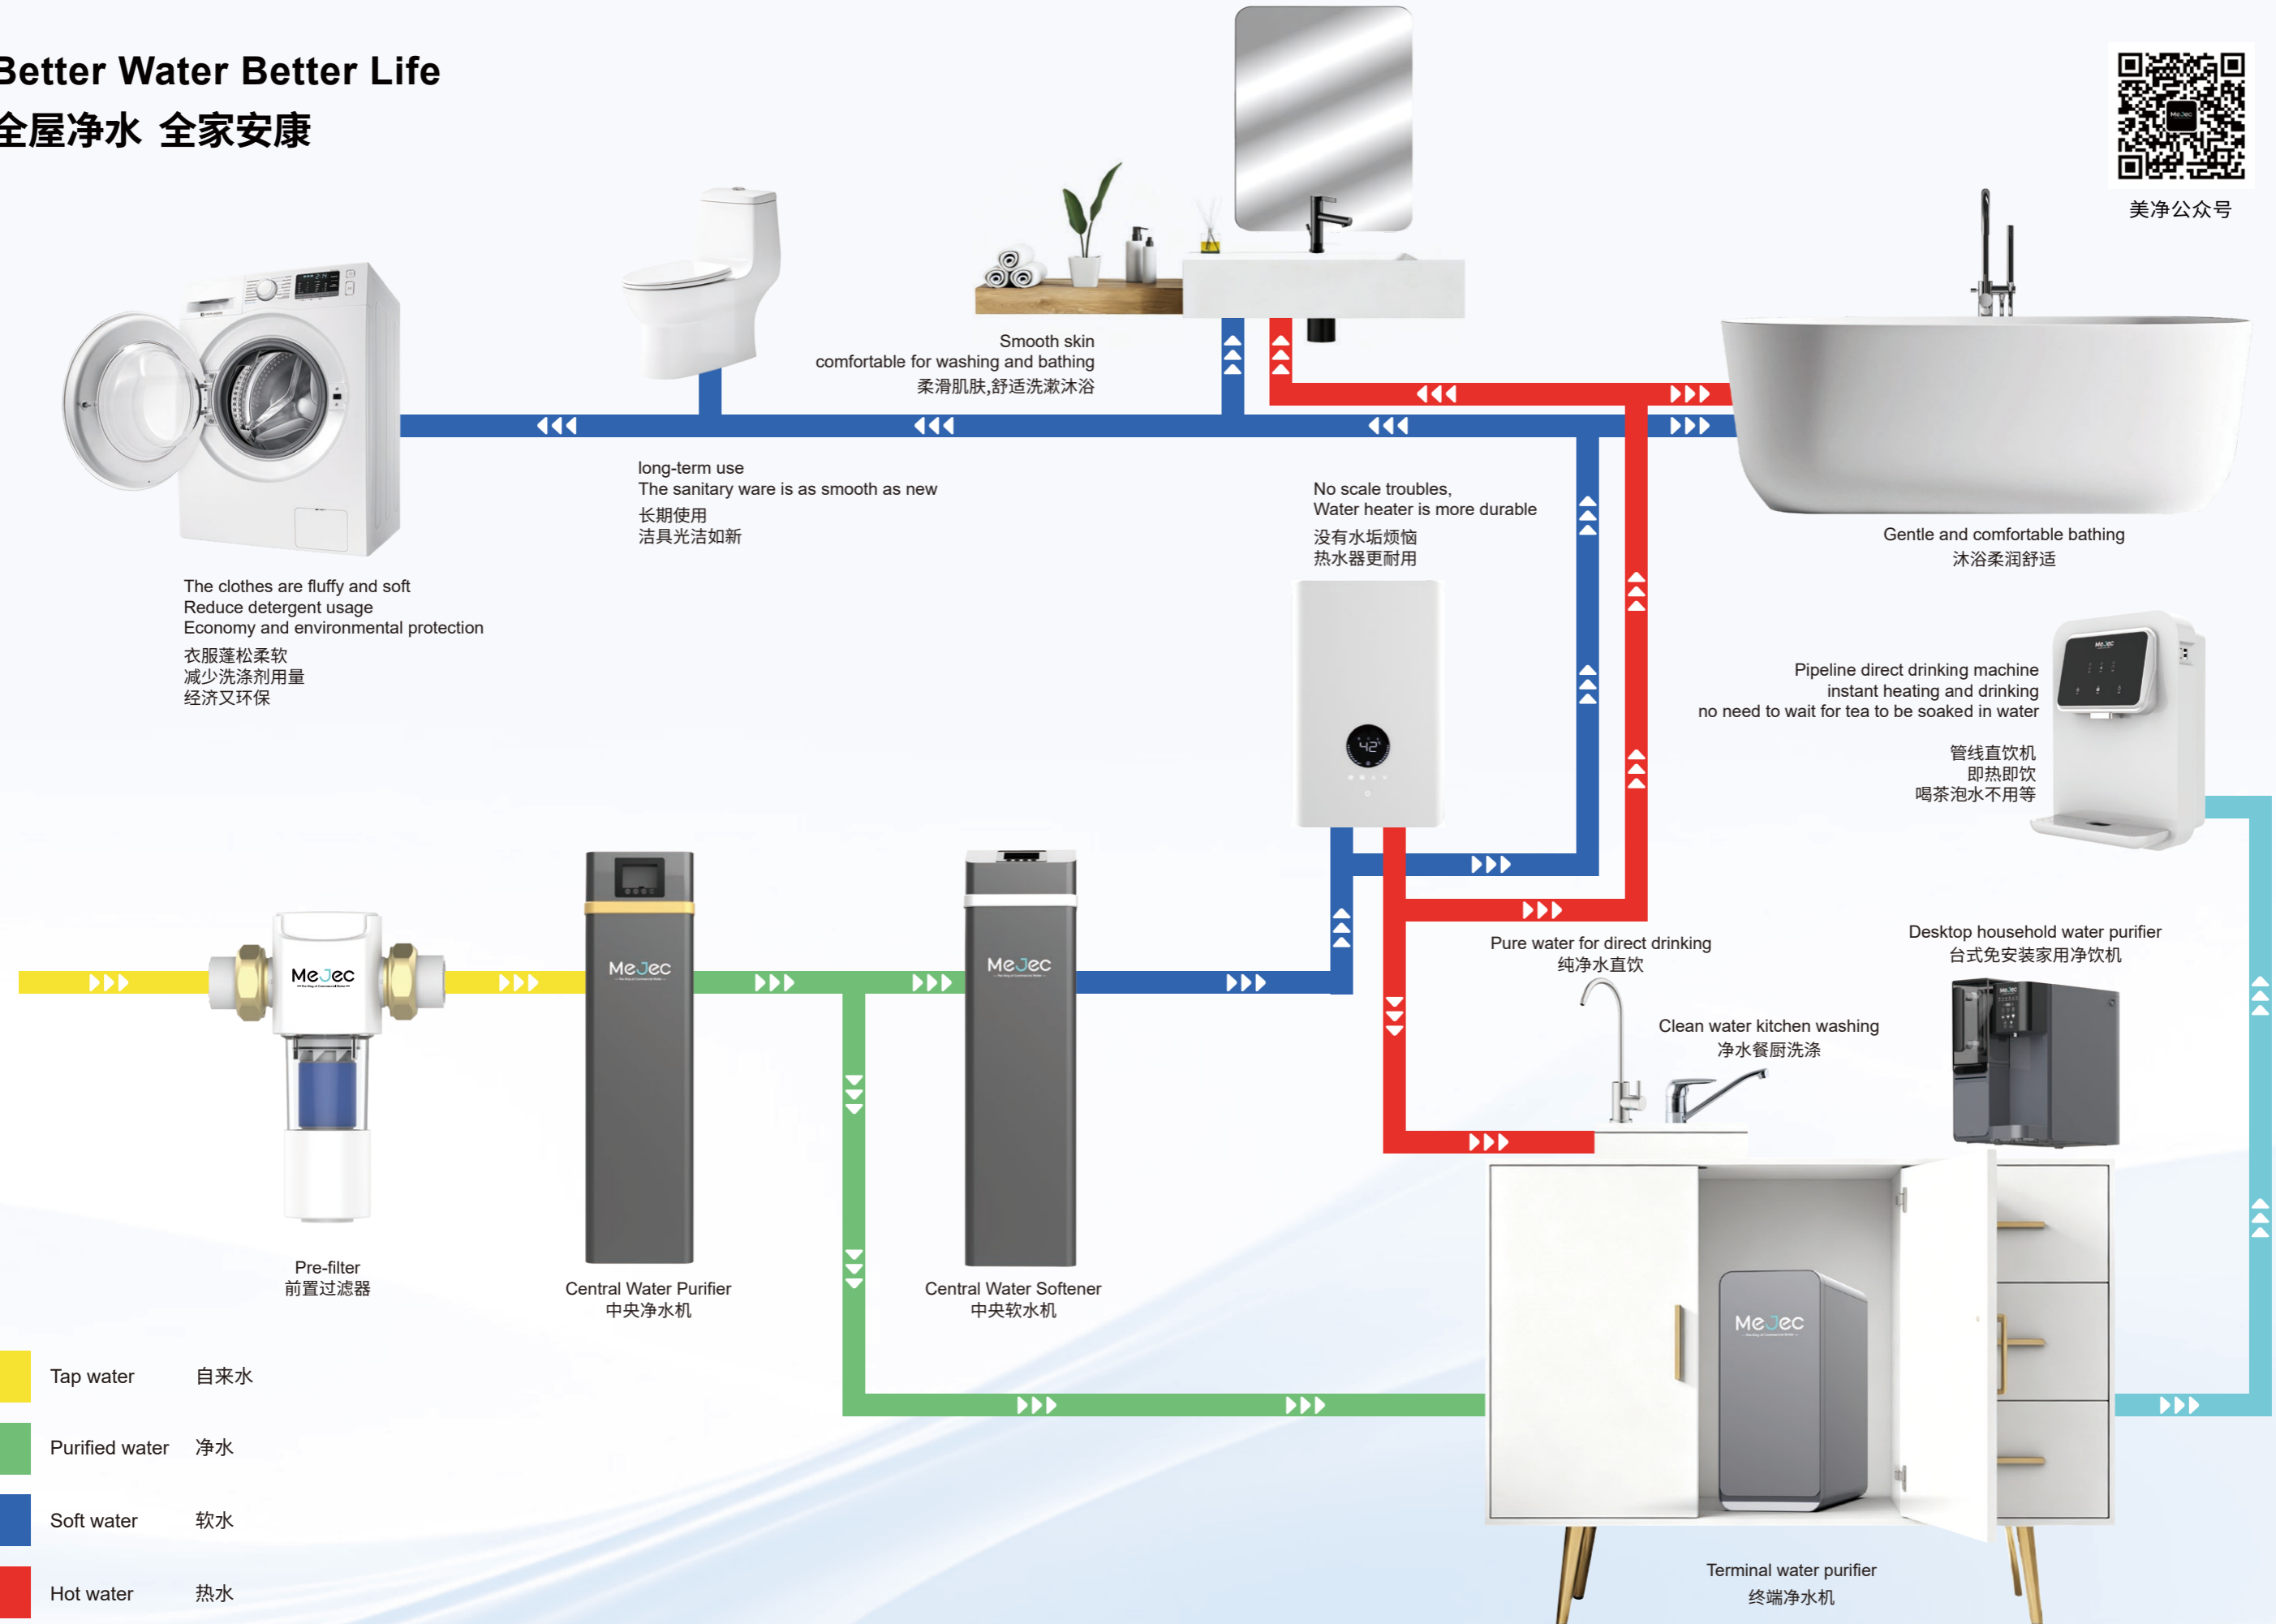 Better Water Better Life
全屋净水 全家安康
美净公众号
Smooth skin
comfortable for washing and bathing
柔滑肌肤,舒适洗漱沐浴
long-term use
The sanitary ware is as smooth as new
长期使用
洁具光洁如新
No scale troubles,
Water heater is more durable
没有水垢烦恼
热水器更耐用
Gentle and comfortable bathing
沐浴柔润舒适
The clothes are fluffy and soft
Reduce detergent usage
Economy and environmental protection
衣服蓬松柔软
减少洗涤剂用量
经济又环保
Pipeline direct drinking machine
instant heating and drinking
no need to wait for tea to be soaked in water
管线直饮机
即热即饮
喝茶泡水不用等
MeJec
42
Pure water for direct drinking
纯净水直饮
Desktop household water purifier
台式免安装家用净饮机
Clean water kitchen washing
净水餐厨洗涤
MeJec
MeJec
MeJec
MeJec
Pre-filter
前置过滤器
Central Water Purifier
中央净水机
Central Water Softener
中央软水机
MeJec
Terminal water purifier
终端净水机
Tap water 自来水
Purified water 净水
Soft water 软水
Hot water 热水